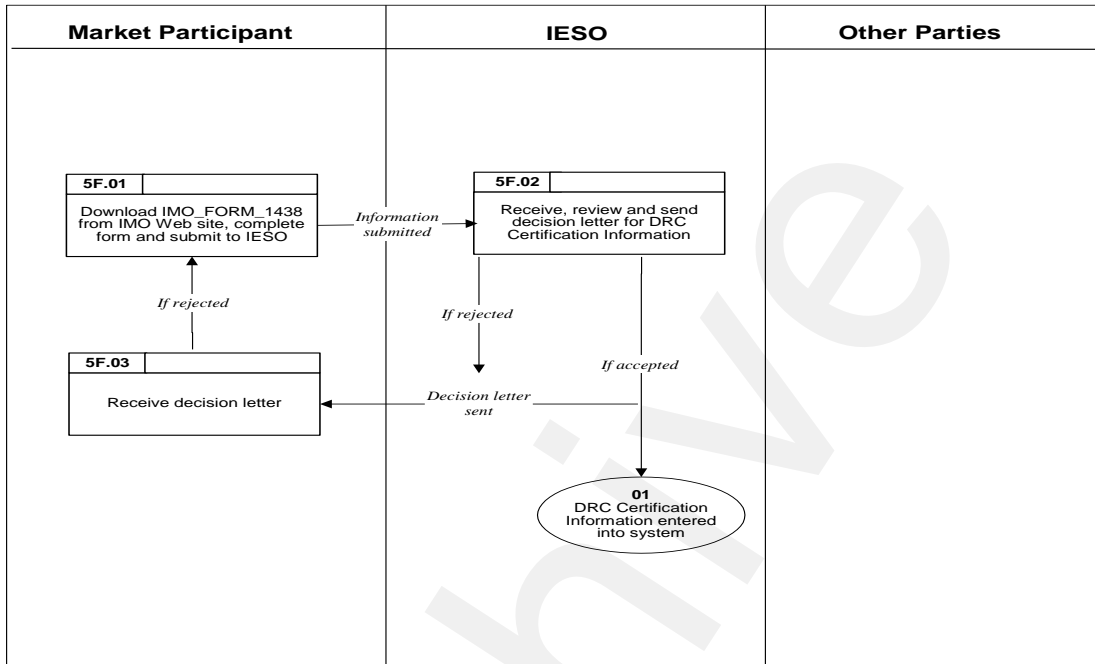 Market Participant
IESO
Other Parties
5F.01
Download IMO_FORM_1438
from IMO Web site, complete
form and submit to IESO
Information
submitted
5F.02
Receive, review and send
decision letter for DRC
Certification Information
If rejected
If rejected
5F.03
Receive decision letter
If accepted
Decision letter
sent
01
DRC Certification
Information entered
into system
hive